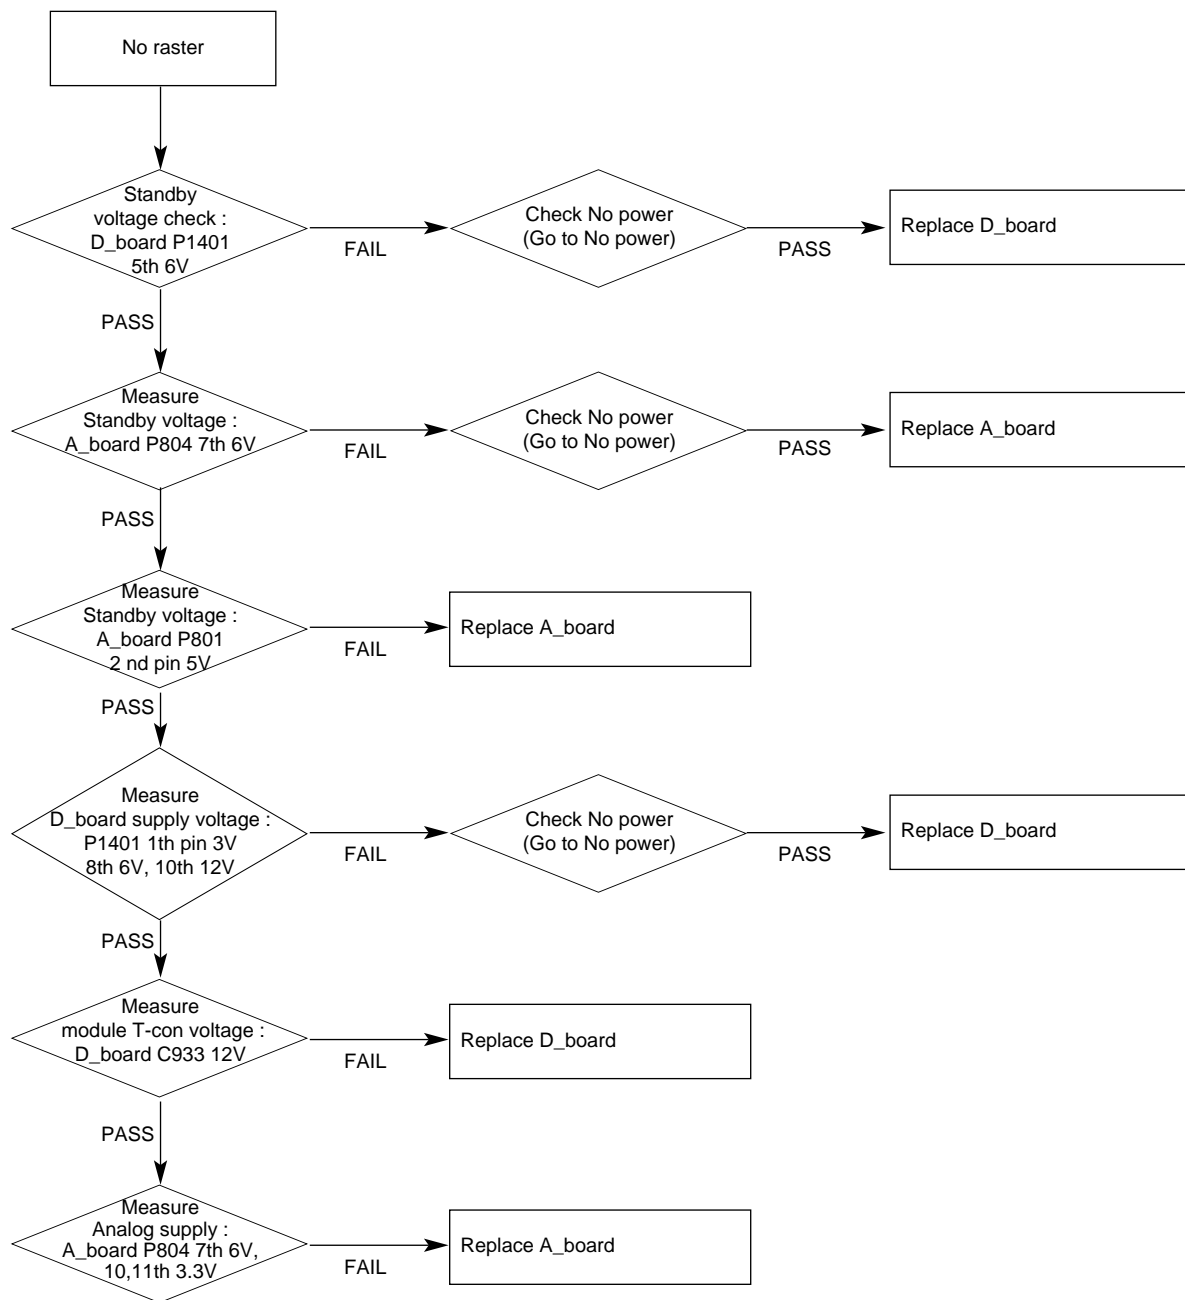 No raster
Standby
voltage check :
D_board P1401
5th 6V
FAIL
Check No power
(Go to No power)
PASS
Replace D_board
PASS
Measure
Standby voltage :
A_board P804 7th 6V
FAIL
Check No power
(Go to No power)
PASS
Replace A_board
PASS
Measure
Standby voltage :
A_board P801
2 nd pin 5V
FAIL
Replace A_board
PASS
Measure
D_board supply voltage :
P1401 1th pin 3V
8th 6V, 10th 12V
FAIL
Check No power
(Go to No power)
PASS
Replace D_board
PASS
Measure
module T-con voltage :
D_board C933 12V
FAIL
Replace D_board
PASS
Measure
Analog supply :
A_board P804 7th 6V,
10,11th 3.3V
FAIL
Replace A_board